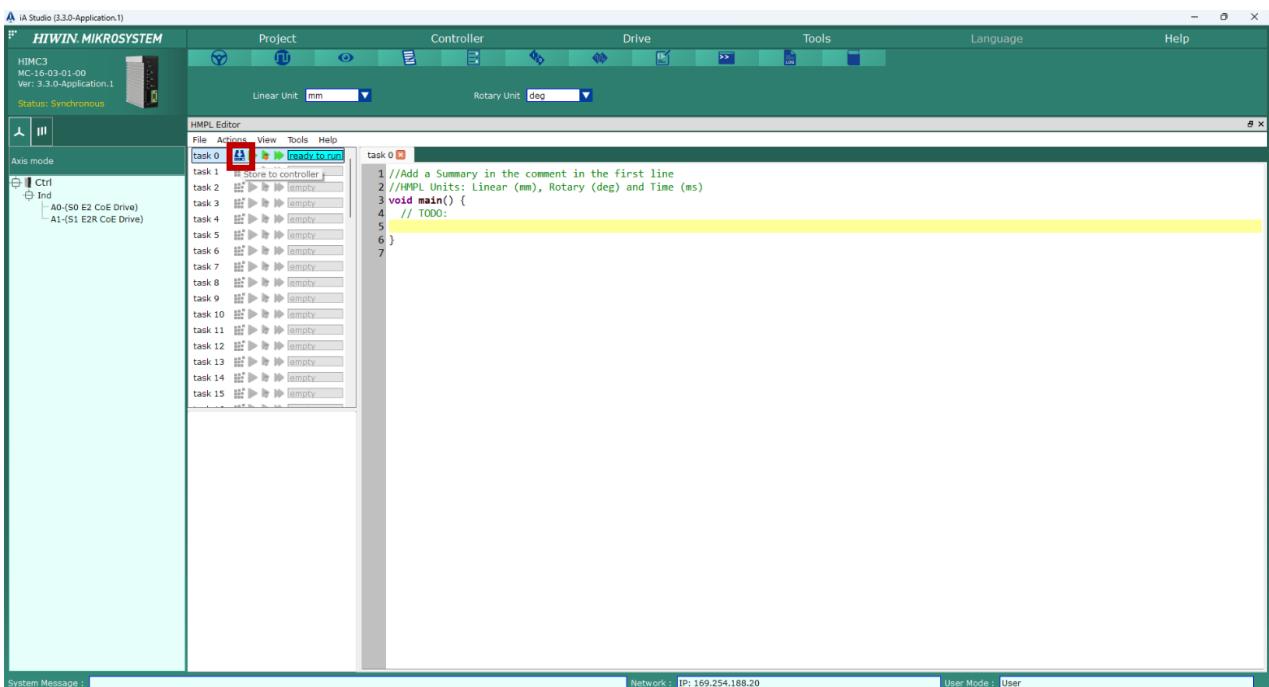 iA Studio (3.3.0-Application.1)
HIWIN. MIKROSYSTEM
Project Controller Drive Tools Language Help
HIMC3
MC-16-03-01-00
Ver: 3.3.0-Application.1
Status: Synchronous
LOG
Linear Unit mm Rotary Unit deg
Axis mode
Ctrl
Ind
A0-(S0 E2 CoE Drive)
A1-(S1 E2R CoE Drive)
HMPL Editor
File Actions View Tools Help
task 0 ready to run
task 1
Store to controller
task 2 empty
task 3 empty
task 4 empty
task 5 empty
task 6 empty
task 7 empty
task 8 empty
task 9 empty
task 10 empty
task 11 empty
task 12 empty
task 13 empty
task 14 empty
task 15 empty
task 0
1 //Add a Summary in the comment in the first line
2 //HMPL Units: Linear (mm), Rotary (deg) and Time (ms)
3 void main() {
4 // TODO:
5
6 }
7
System Message : Network : IP: 169.254.188.20 User Mode : User